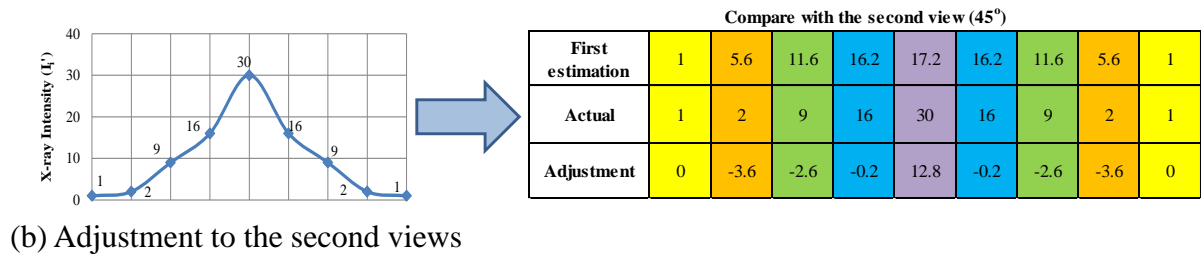 X-ray Intensity (I_i')
40
30
20
10
0
1
2
9
16
30
16
9
2
1
Compare with the second view (45°)
First estimation 1 5.6 11.6 16.2 17.2 16.2 11.6 5.6 1
Actual 1 2 9 16 30 16 9 2 1
Adjustment 0 -3.6 -2.6 -0.2 12.8 -0.2 -2.6 -3.6 0
(b) Adjustment to the second views